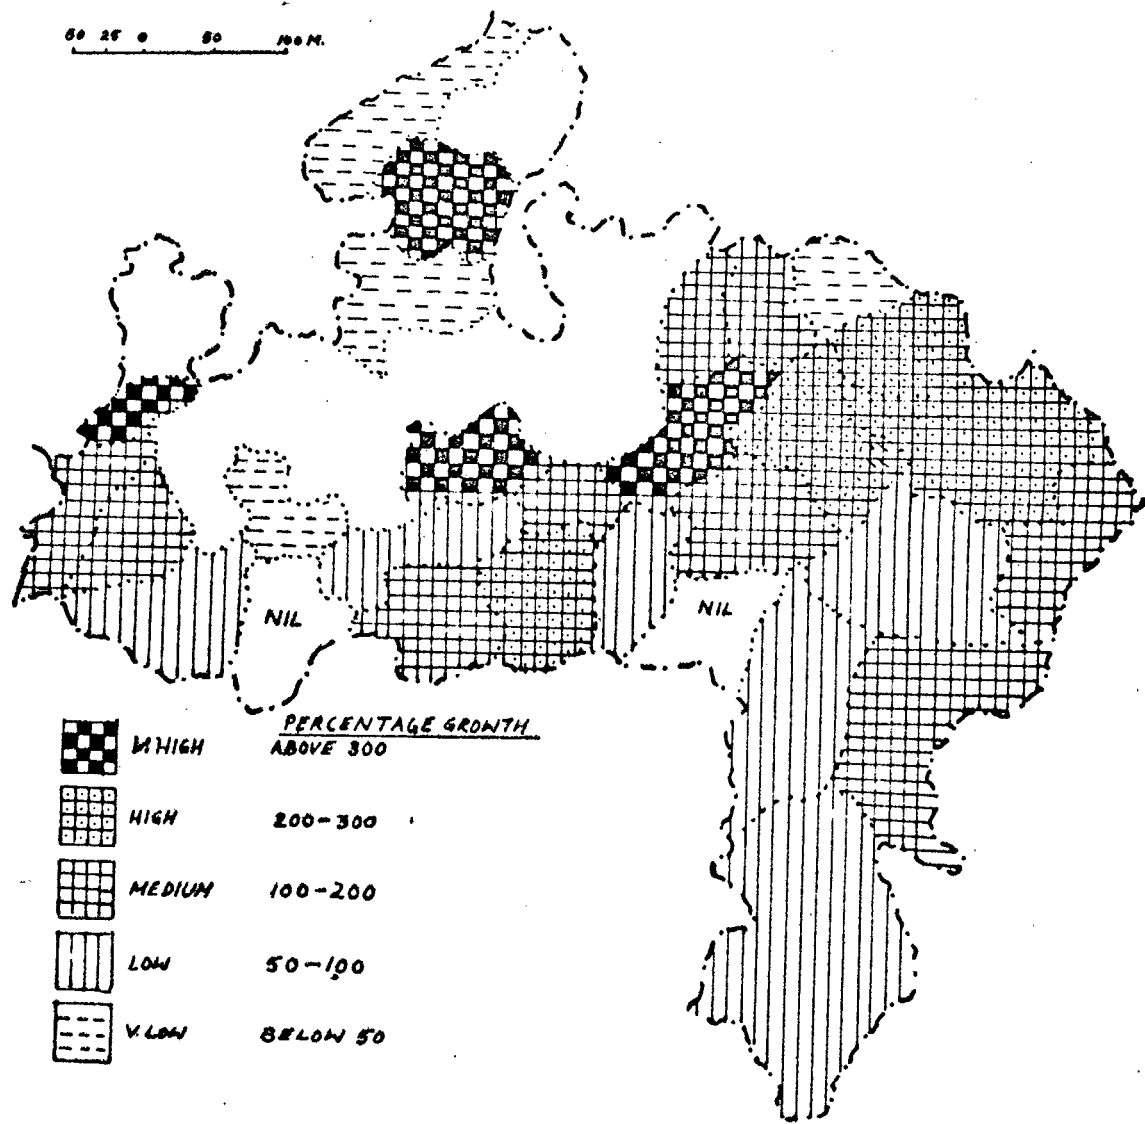 50 25 0 50 100 M.
NIL
NIL
PERCENTAGE GROWTH
V. HIGH ABOVE 300
HIGH 200-300
MEDIUM 100-200
LOW 50-100
V. LOW BELOW 50